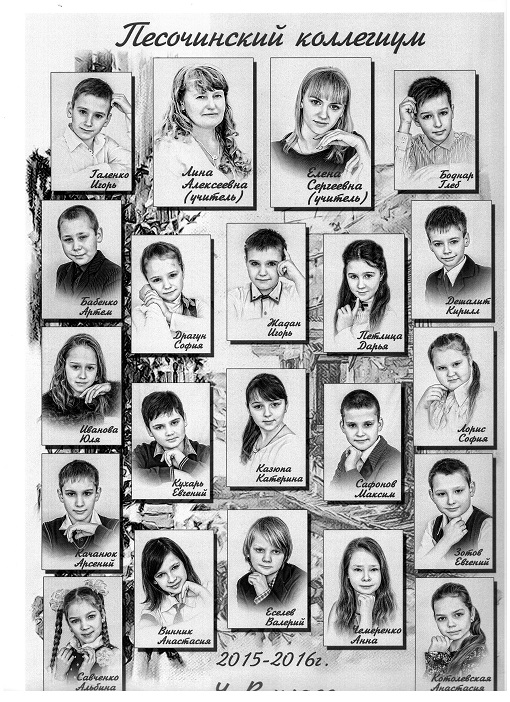 Песочинский коллегиум
Галенко
Игорь
Лина
Алексеевна
(учитель)
Елена
Сергеевна
(учитель)
Боднар
Глеб
Бабенко
Артем
Драгун
София
Жадан
Игорь
Петлица
Дарья
Дешалит
Кирилл
Иванова
Юля
Кухарь
Евгений
Казюпа
Катерина
Сафонов
Максим
Лорис
София
Качанюк
Арсений
Винник
Анастасия
Еселев
Валерий
Чемеренко
Анна
Зотов
Евгений
Савченко
Альбина
2015-2016г.
Котолевская
Анастасия